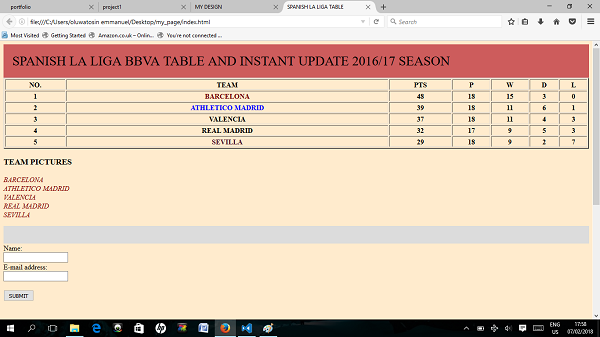 portfolio × project1 × MY DESIGN × SPANISH LA LIGA TABLE × +
file:///C:/Users/oluwatosin emmanuel/Desktop/my_page/index.html Search
Most Visited Getting Started Amazon.co.uk – Onlin... You're not connected ...
SPANISH LA LIGA BBVA TABLE AND INSTANT UPDATE 2016/17 SEASON
NO. TEAM PTS P W D L
1 BARCELONA 48 18 15 3 0
2 ATHLETICO MADRID 39 18 11 6 1
3 VALENCIA 37 18 11 4 3
4 REAL MADRID 32 17 9 5 3
5 SEVILLA 29 18 9 2 7
TEAM PICTURES
BARCELONA
ATHLETICO MADRID
VALENCIA
REAL MADRID
SEVILLA
Name:
E-mail address:
SUBMIT
ENG 17:58
US 07/02/2018